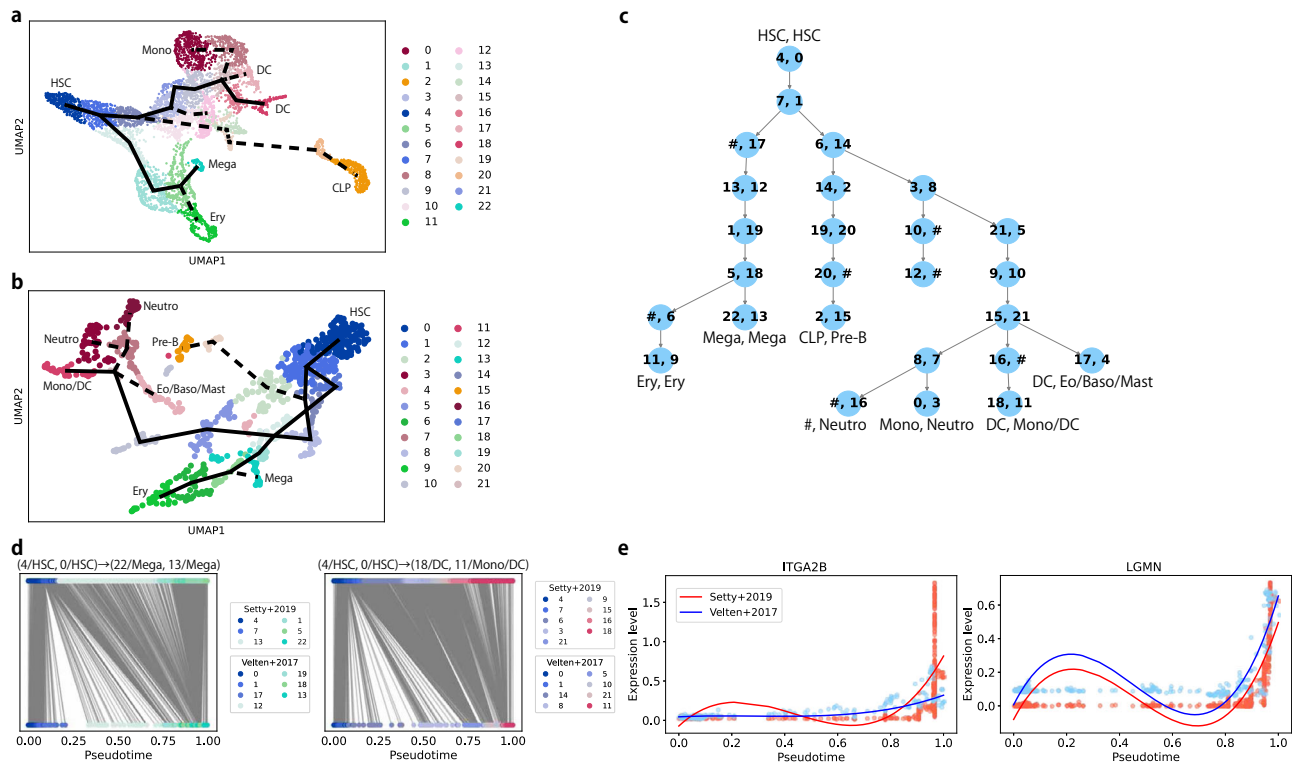 a
UMAP2
UMAP1
HSC
Mono
DC
DC
Mega
CLP
Ery
0
1
2
3
4
5
6
7
8
9
10
11
12
13
14
15
16
17
18
19
20
21
22
b
UMAP2
UMAP1
Neutro
HSC
Neutro
Pre-B
Mono/DC
Eo/Baso/Mast
Ery
Mega
0
1
2
3
4
5
6
7
8
9
10
11
12
13
14
15
16
17
18
19
20
21
c
HSC, HSC
4, 0
7, 1
#, 17
6, 14
13, 12
14, 2
3, 8
1, 19
19, 20
10, #
21, 5
5, 18
20, #
12, #
9, 10
#, 6
22, 13
2, 15
15, 21
Mega, Mega
CLP, Pre-B
11, 9
8, 7
16, #
17, 4
Ery, Ery
DC, Eo/Baso/Mast
#, 16
0, 3
18, 11
#, Neutro
Mono, Neutro
DC, Mono/DC
d
(4/HSC, 0/HSC)→(22/Mega, 13/Mega)
0.00 0.25 0.50 0.75 1.00
Pseudotime
Setty+2019
4 1
7 5
13 22
Velten+2017
0 19
1 18
17 13
12
(4/HSC, 0/HSC)→(18/DC, 11/Mono/DC)
0.00 0.25 0.50 0.75 1.00
Pseudotime
Setty+2019
4 9
7 15
6 16
3 18
21
Velten+2017
0 5
1 10
14 21
8 11
e
ITGA2B
Setty+2019
Velten+2017
Expression level
1.5
1.0
0.5
0.0
0.0 0.2 0.4 0.6 0.8 1.0
Pseudotime
LGMN
Expression level
0.6
0.4
0.2
0.0
0.0 0.2 0.4 0.6 0.8 1.0
Pseudotime